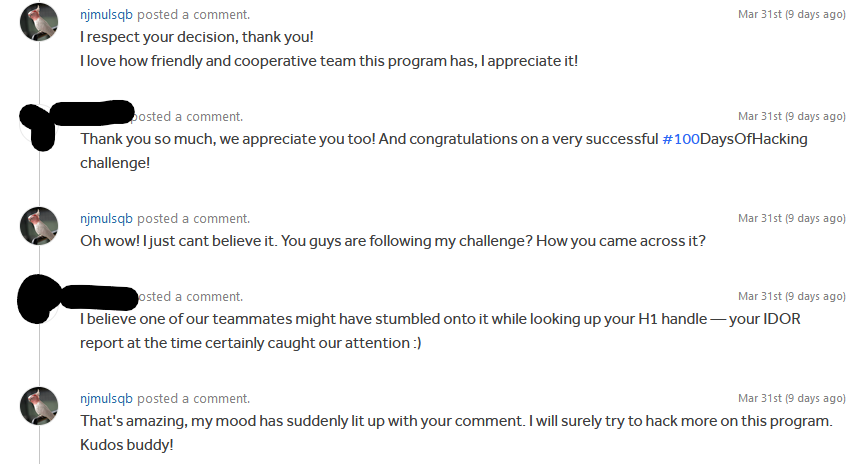 njmulsqb posted a comment. Mar 31st (9 days ago)
I respect your decision, thank you!
I love how friendly and cooperative team this program has, I appreciate it!
posted a comment. Mar 31st (9 days ago)
Thank you so much, we appreciate you too! And congratulations on a very successful #100DaysOfHacking
challenge!
njmulsqb posted a comment. Mar 31st (9 days ago)
Oh wow! I just cant believe it. You guys are following my challenge? How you came across it?
osted a comment. Mar 31st (9 days ago)
I believe one of our teammates might have stumbled onto it while looking up your H1 handle — your IDOR
report at the time certainly caught our attention :)
njmulsqb posted a comment. Mar 31st (9 days ago)
That's amazing, my mood has suddenly lit up with your comment. I will surely try to hack more on this program.
Kudos buddy!